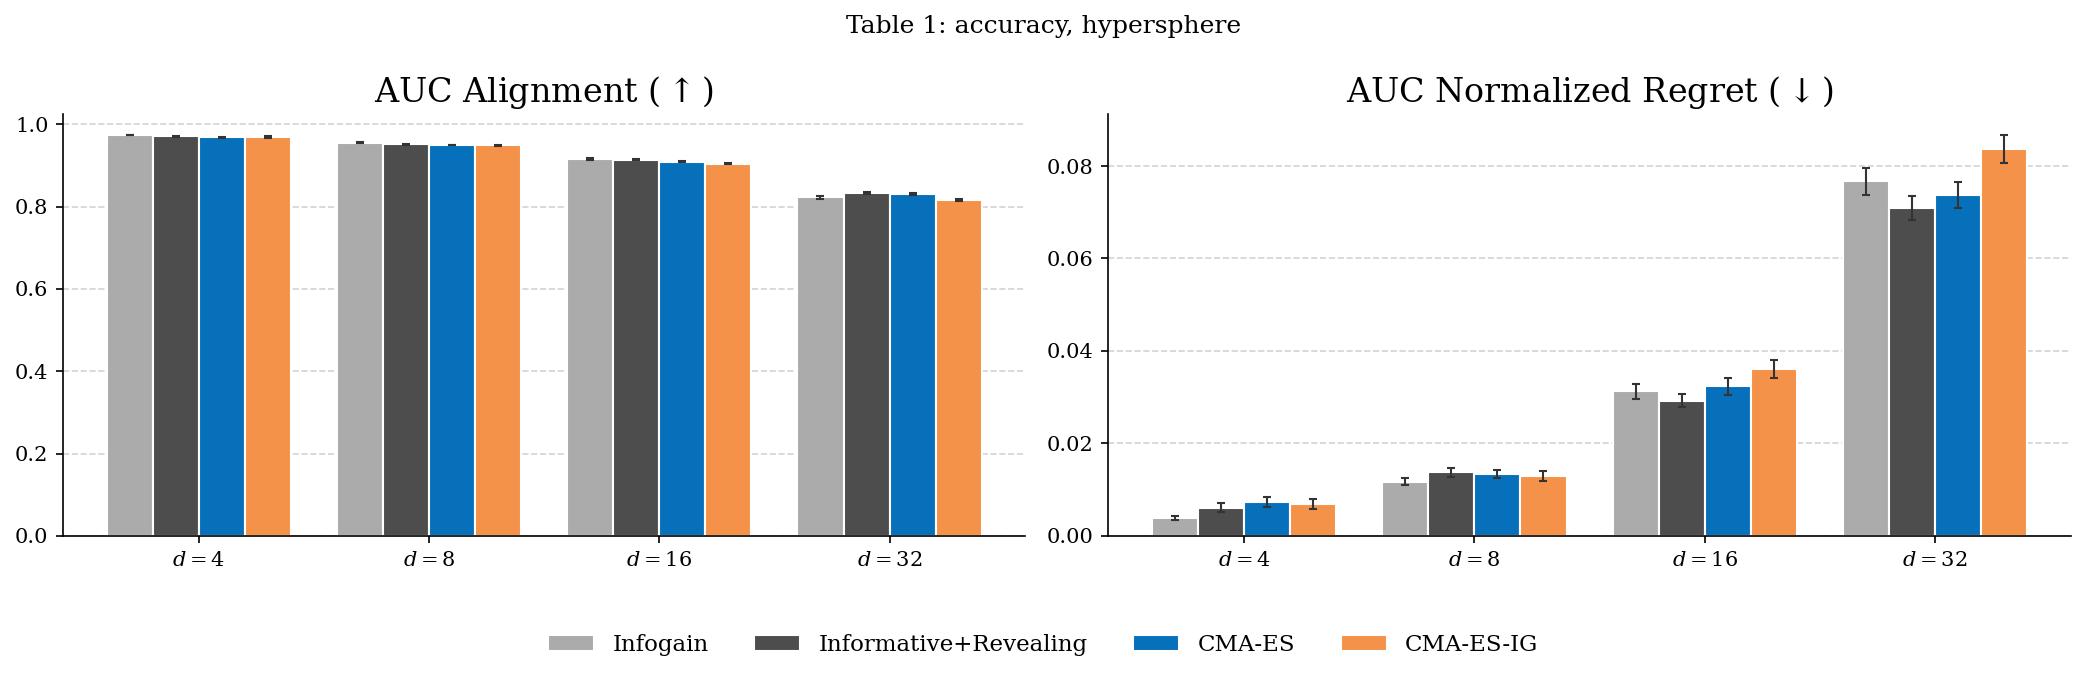 Table 1: accuracy, hypersphere
AUC Alignment (↑)
1.0
0.8
0.6
0.4
0.2
0.0
d = 4
d = 8
d = 16
d = 32
AUC Normalized Regret (↓)
0.08
0.06
0.04
0.02
0.00
d = 4
d = 8
d = 16
d = 32
Infogain
Informative+Revealing
CMA-ES
CMA-ES-IG